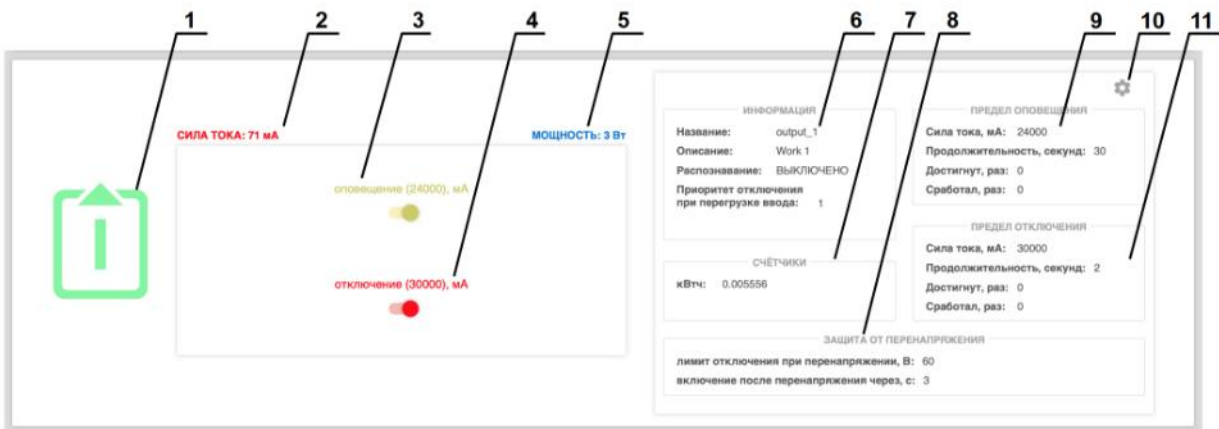 1 2 3 4 5 6 7 8 9 10 11
СИЛА ТОКА: 71 мА
МОЩНОСТЬ: 3 Вт
оповещение (24000), мА
отключение (30000), мА
ИНФОРМАЦИЯ
Название: output_1
Описание: Work 1
Распознавание: ВЫКЛЮЧЕНО
Приоритет отключения
при перегрузке ввода: 1
СЧЁТЧИКИ
кВтч: 0.005556
ПРЕДЕЛ ОПОВЕЩЕНИЯ
Сила тока, мА: 24000
Продолжительность, секунд: 30
Достигнут, раз: 0
Сработал, раз: 0
ПРЕДЕЛ ОТКЛЮЧЕНИЯ
Сила тока, мА: 30000
Продолжительность, секунд: 2
Достигнут, раз: 0
Сработал, раз: 0
ЗАЩИТА ОТ ПЕРЕНАПРЯЖЕНИЯ
лимит отключения при перенапряжении, В: 60
включение после перенапряжения через, с: 3